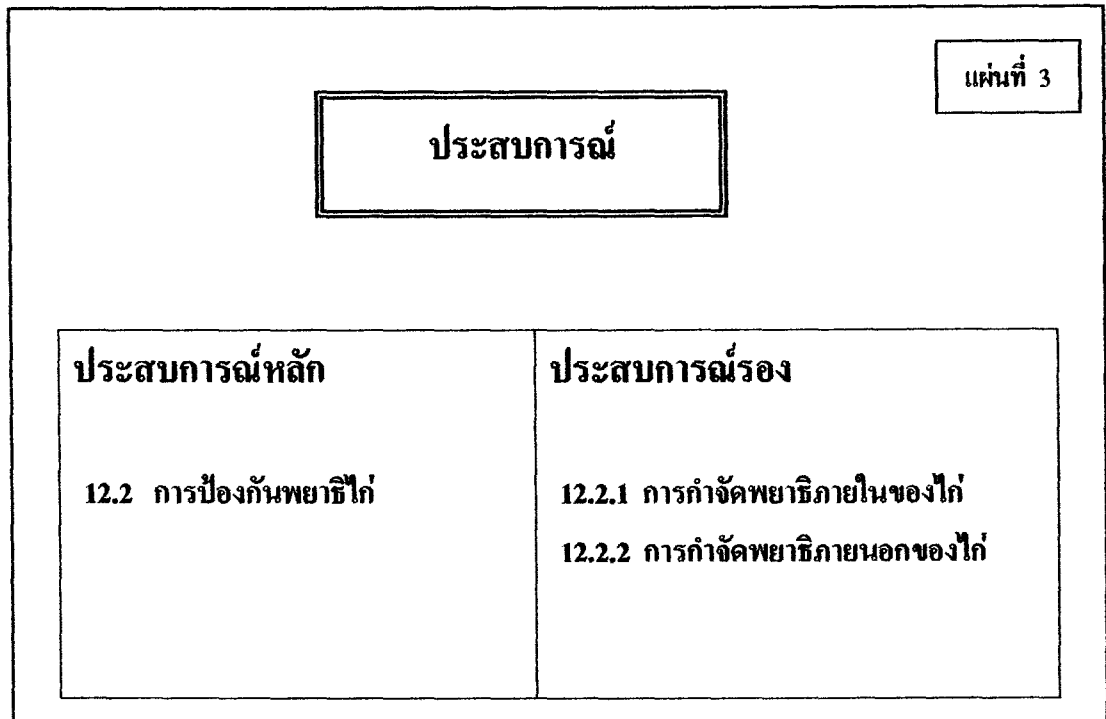 แผ่นที่ 3
ประสบการณ์
ประสบการณ์หลัก
12.2 การป้องกันพยาธิไก่
ประสบการณ์รอง
12.2.1 การกำจัดพยาธิภายในของไก่
12.2.2 การกำจัดพยาธิภายนอกของไก่